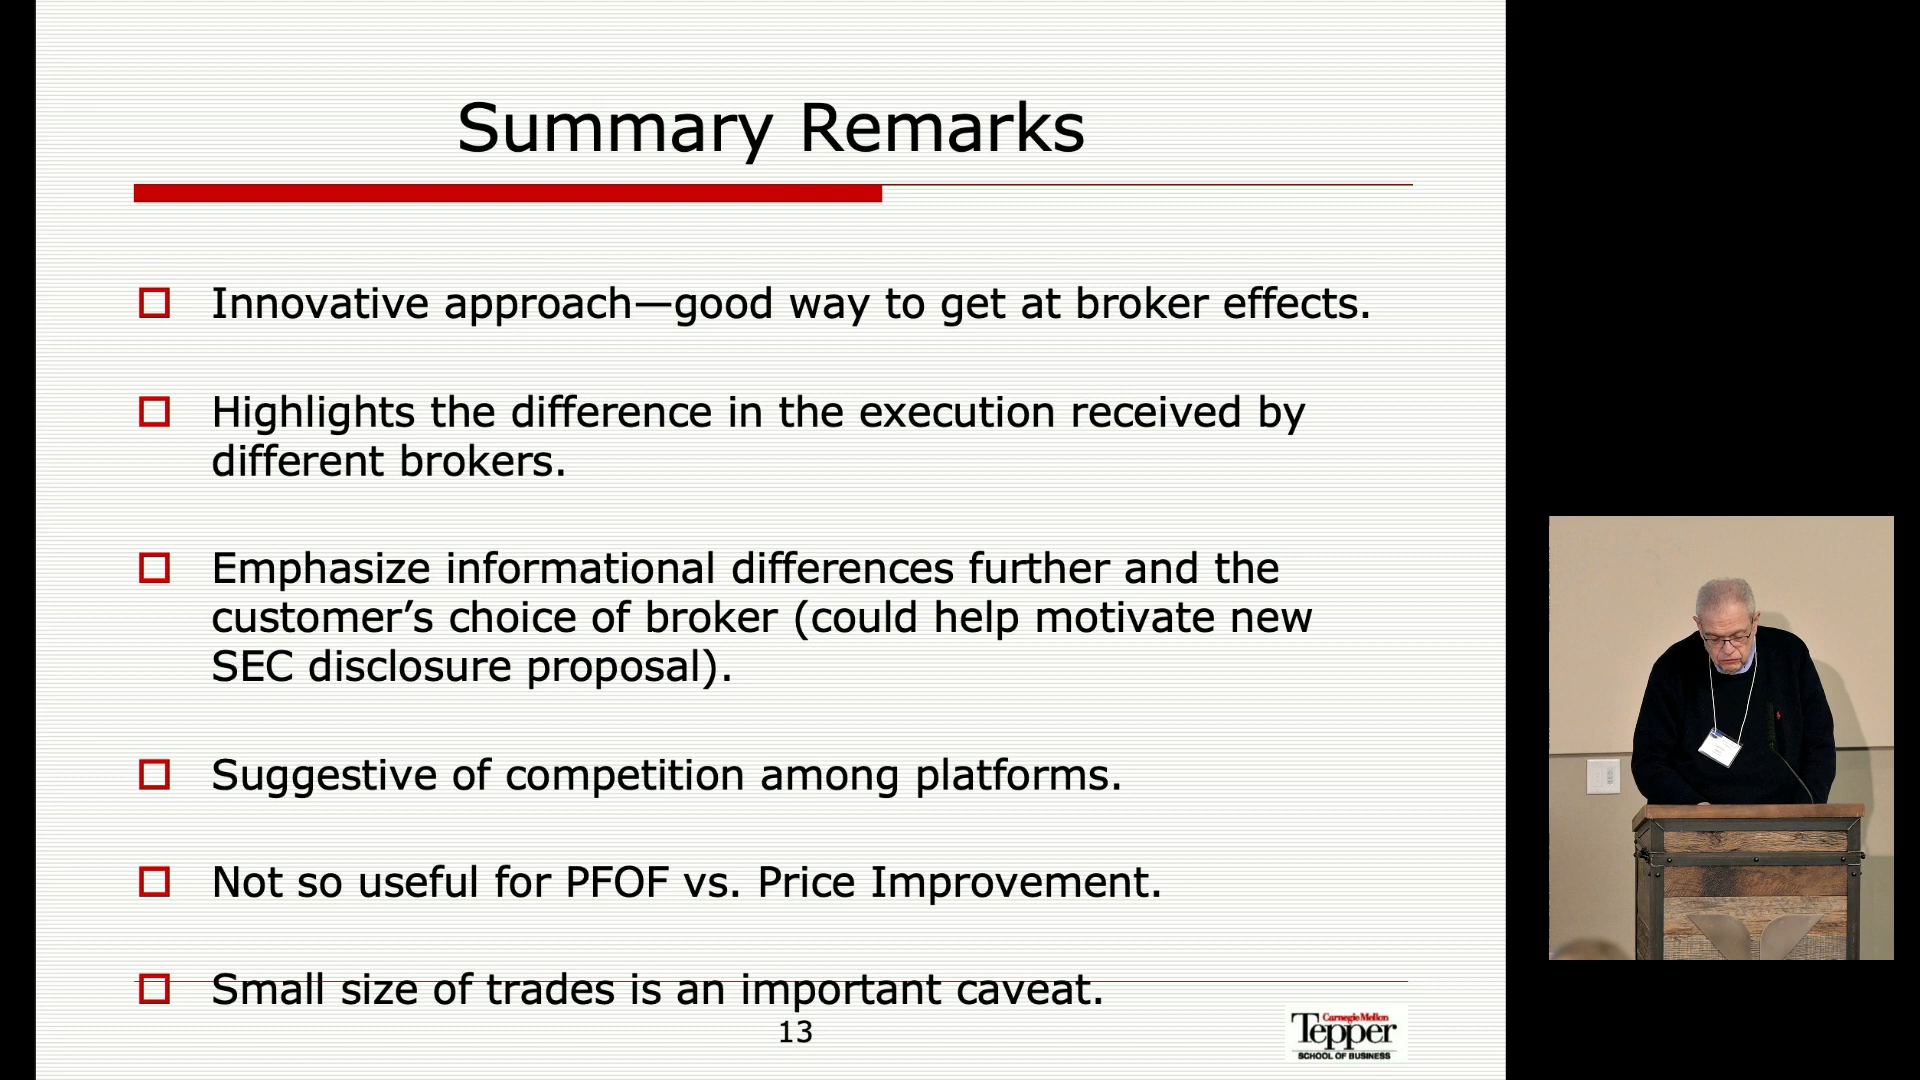 Summary Remarks
Innovative approach—good way to get at broker effects.
Highlights the difference in the execution received by
different brokers.
Emphasize informational differences further and the
customer’s choice of broker (could help motivate new
SEC disclosure proposal).
Suggestive of competition among platforms.
Not so useful for PFOF vs. Price Improvement.
Small size of trades is an important caveat.
13
Carnegie Mellon
Tepper
SCHOOL OF BUSINESS